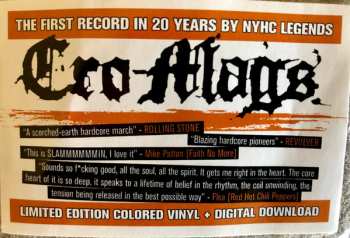 THE FIRST RECORD IN 20 YEARS BY NYHC LEGENDS
Cro-Mags
"A scorched-earth hardcore march" - ROLLING STONE
"Blazing hardcore pioneers" - REVOLVER
"This is SLAMMMMMMIN, I love it" - Mike Patton [Faith No More]
"Sounds so f*cking good, all the soul, all the spirit, It gets me right in the heart. The core
heart of it is so deep, it speaks to a lifetime of belief in the rhythm, the coil unwinding, the
tension being released in the best possible way" - Flea [Red Hot Chili Peppers]
LIMITED EDITION COLORED VINYL + DIGITAL DOWNLOAD